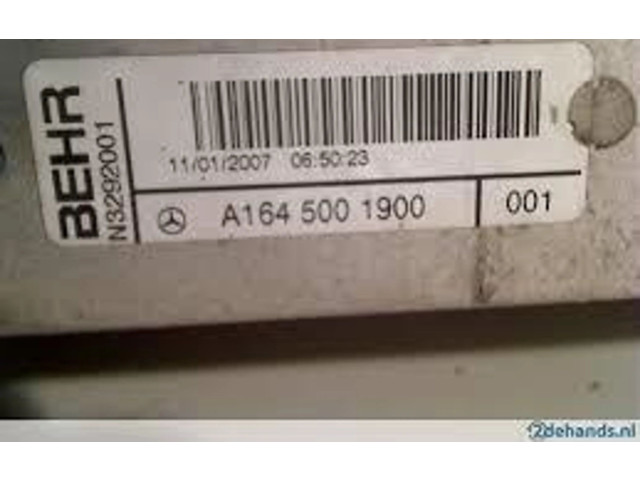 BEHR
N3292001
11/01/2007 06:50:23
A164 500 1900
001
2dehands.nl